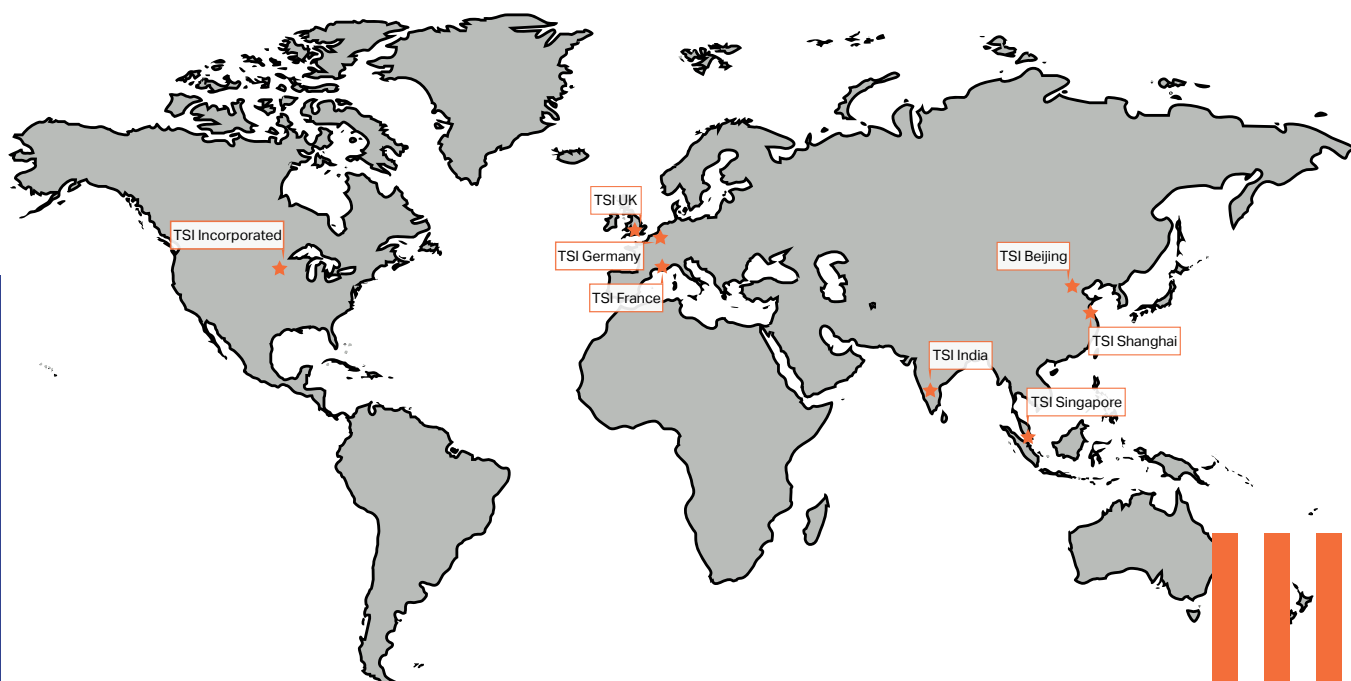 TSI UK
TSI Incorporated
TSI Germany
TSI Beijing
TSI France
TSI Shanghai
TSI India
TSI Singapore